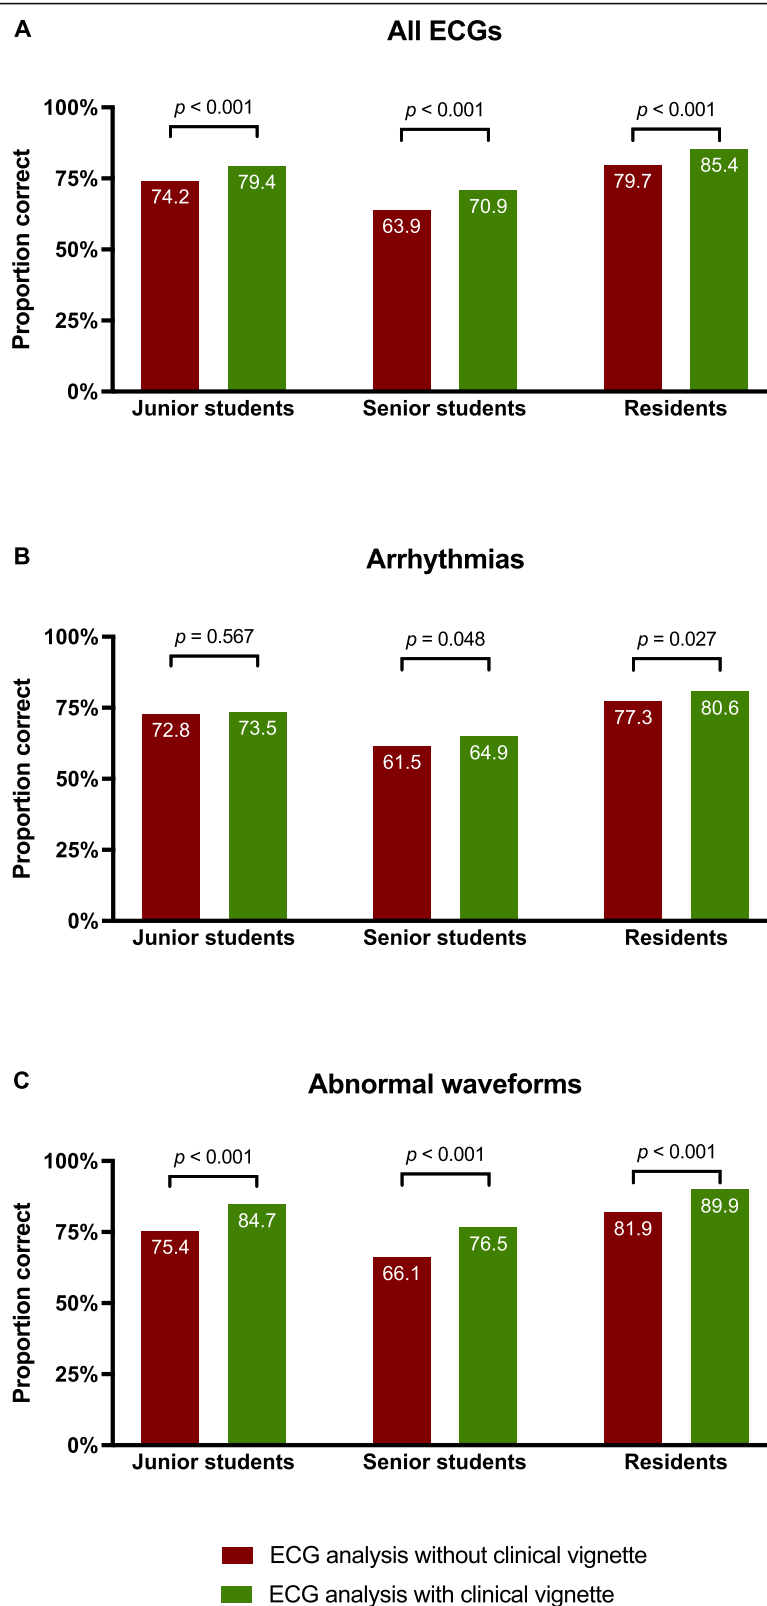 A
All ECGs
Proportion correct
100%
75%
50%
25%
0%
p < 0.001
p < 0.001
p < 0.001
74.2
79.4
63.9
70.9
79.7
85.4
Junior students
Senior students
Residents
B
Arrhythmias
Proportion correct
100%
75%
50%
25%
0%
p = 0.567
p = 0.048
p = 0.027
72.8
73.5
61.5
64.9
77.3
80.6
Junior students
Senior students
Residents
C
Abnormal waveforms
Proportion correct
100%
75%
50%
25%
0%
p < 0.001
p < 0.001
p < 0.001
75.4
84.7
66.1
76.5
81.9
89.9
Junior students
Senior students
Residents
ECG analysis without clinical vignette
ECG analysis with clinical vignette